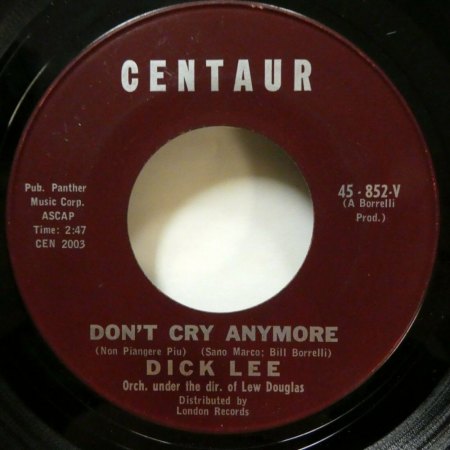 CENTAUR
Pub. Panther
Music Corp.
ASCAP
Time: 2:47
CEN 2003
45 - 852-V
(A Borrelli
Prod.)
DON'T CRY ANYMORE
(Non Piangere Piu) (Sano Marco; Bill Borrelli)
DICK LEE
Orch. under the dir. of Lew Douglas
Distributed by
London Records